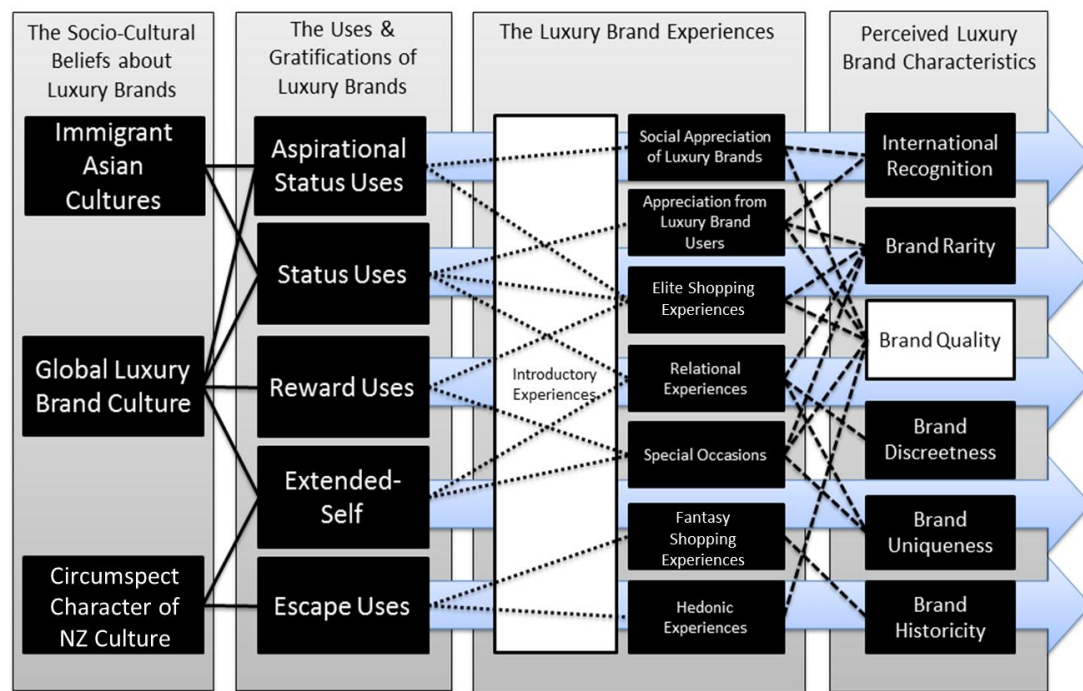 The Socio-Cultural
Beliefs about
Luxury Brands
Immigrant
Asian
Cultures
Global Luxury
Brand Culture
Circumspect
Character of
NZ Culture
The Uses &
Gratifications of
Luxury Brands
Aspirational
Status Uses
Status Uses
Reward Uses
Extended-
Self
Escape Uses
The Luxury Brand Experiences
Introductory
Experiences
Social Appreciation
of Luxury Brands
Appreciation from
Luxury Brand
Users
Elite Shopping
Experiences
Relational
Experiences
Special Occasions
Fantasy
Shopping
Experiences
Hedonic
Experiences
Perceived Luxury
Brand Characteristics
International
Recognition
Brand Rarity
Brand Quality
Brand
Discreetness
Brand
Uniqueness
Brand
Historicity